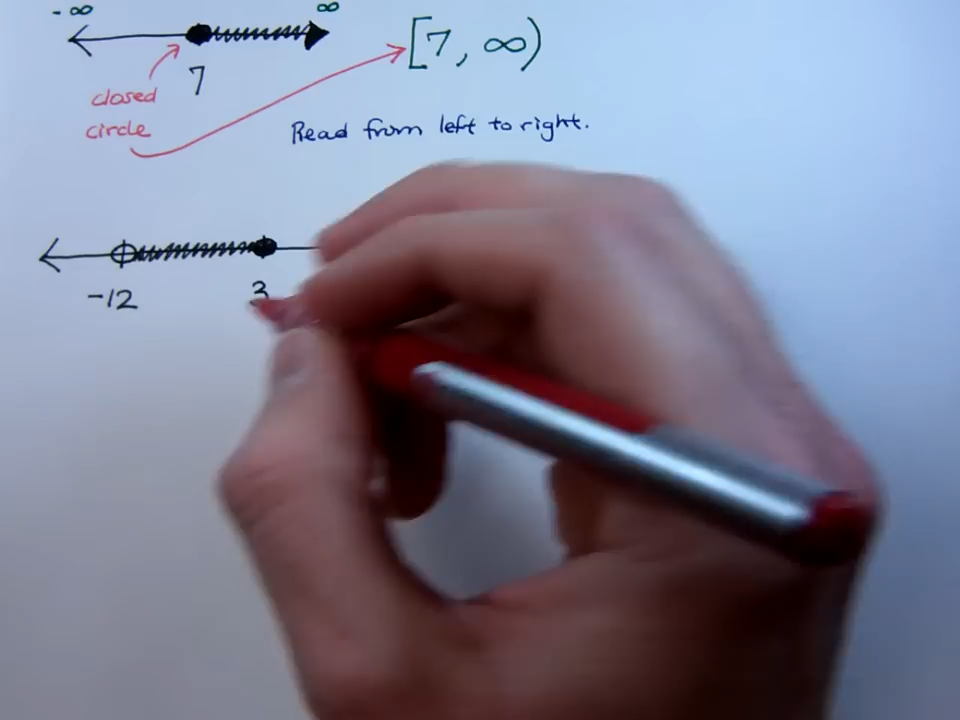 -∞ ∞
[7, ∞)
7
closed
circle
Read from left to right.
-12 3